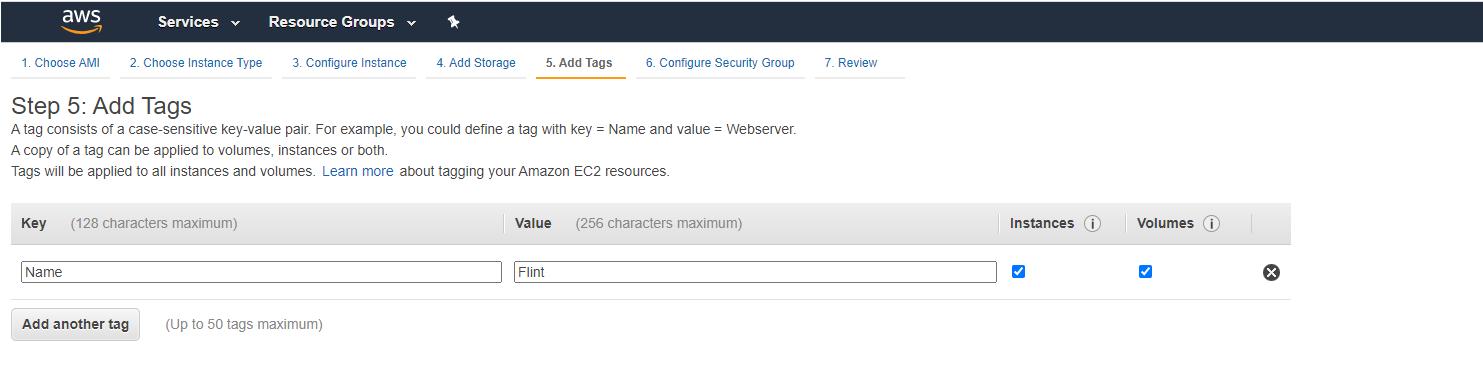 aws Services Resource Groups
1. Choose AMI 2. Choose Instance Type 3. Configure Instance 4. Add Storage 5. Add Tags 6. Configure Security Group 7. Review
Step 5: Add Tags
A tag consists of a case-sensitive key-value pair. For example, you could define a tag with key = Name and value = Webserver.
A copy of a tag can be applied to volumes, instances or both.
Tags will be applied to all instances and volumes. Learn more about tagging your Amazon EC2 resources.
Key (128 characters maximum) Value (256 characters maximum) Instances i Volumes i
Name Flint
Add another tag (Up to 50 tags maximum)